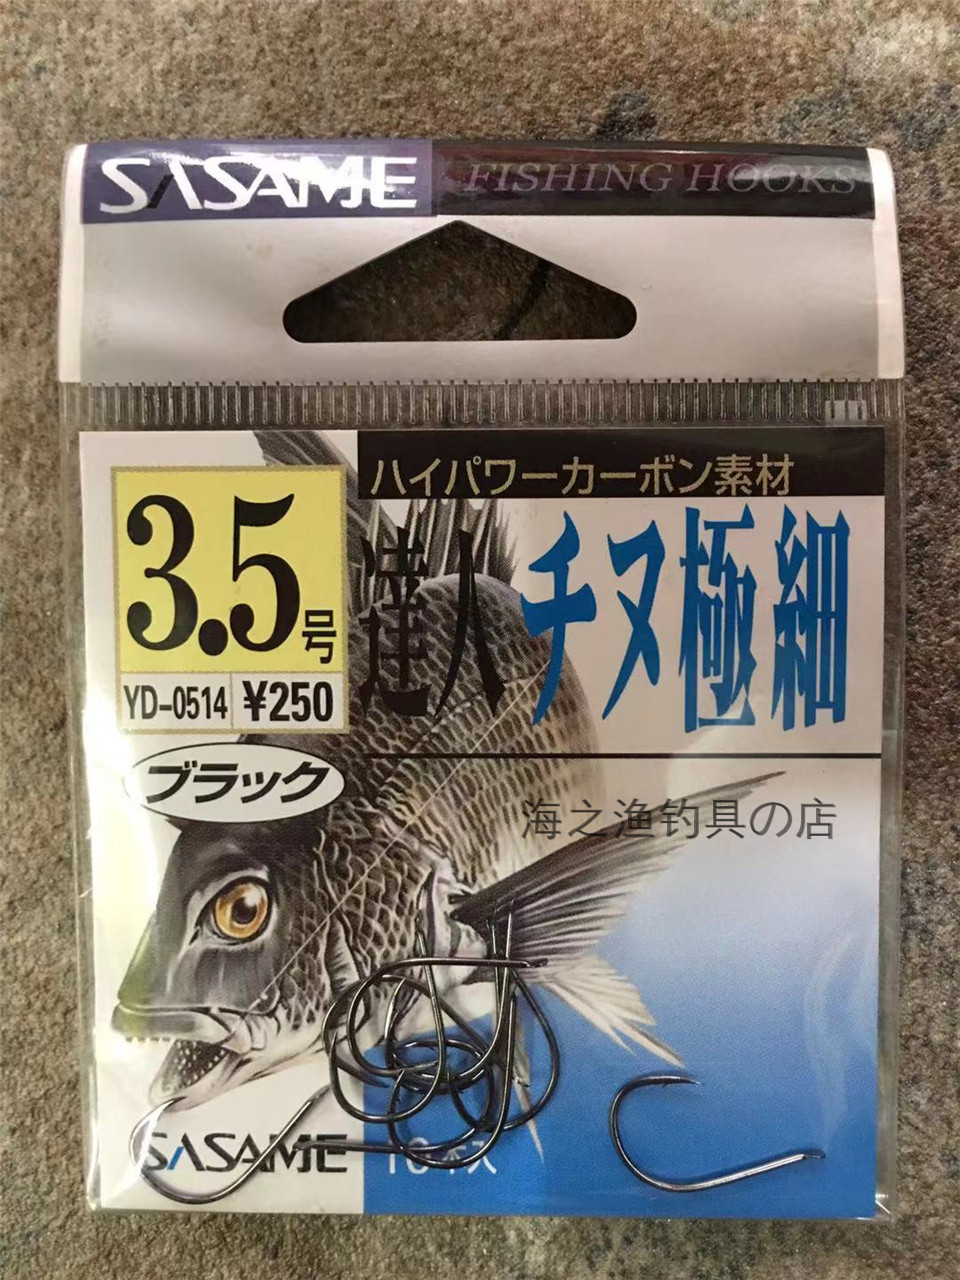 SASAME FISHING HOOKS
ハイパワーカーボン素材
3.5号
達人チヌ極細
YD-0514 ¥250
ブラック
海之渔钓具の店
SASAME
本入